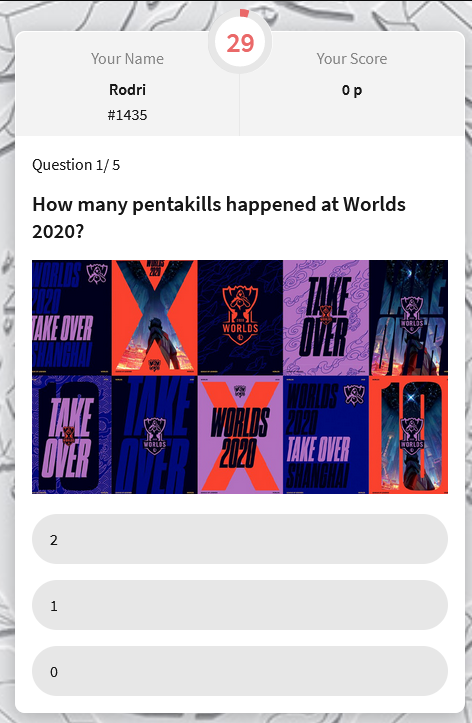 29
Your Name
Your Score
Rodri
0 p
#1435
Question 1/ 5
How many pentakills happened at Worlds
2020?
WORLDS
2020
TAKE OVER
SHANGHAI
WORLDS
TAKE
OVER
TAKE
OVER
WORLDS
TAKE
OVER
TAKE
OVER
WORLDS
2020
WORLDS
2020
TAKE OVER
SHANGHAI
WORLDS
2
1
0